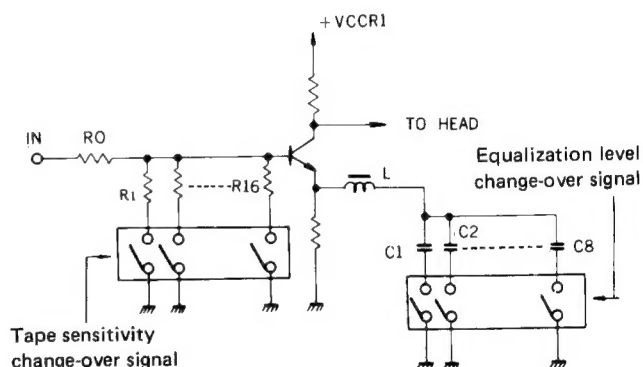 +VCCR1
IN
RO
TO HEAD
Equalization level
change-over signal
L
R1
R16
C1
C2
C8
Tape sensitivity
change-over signal